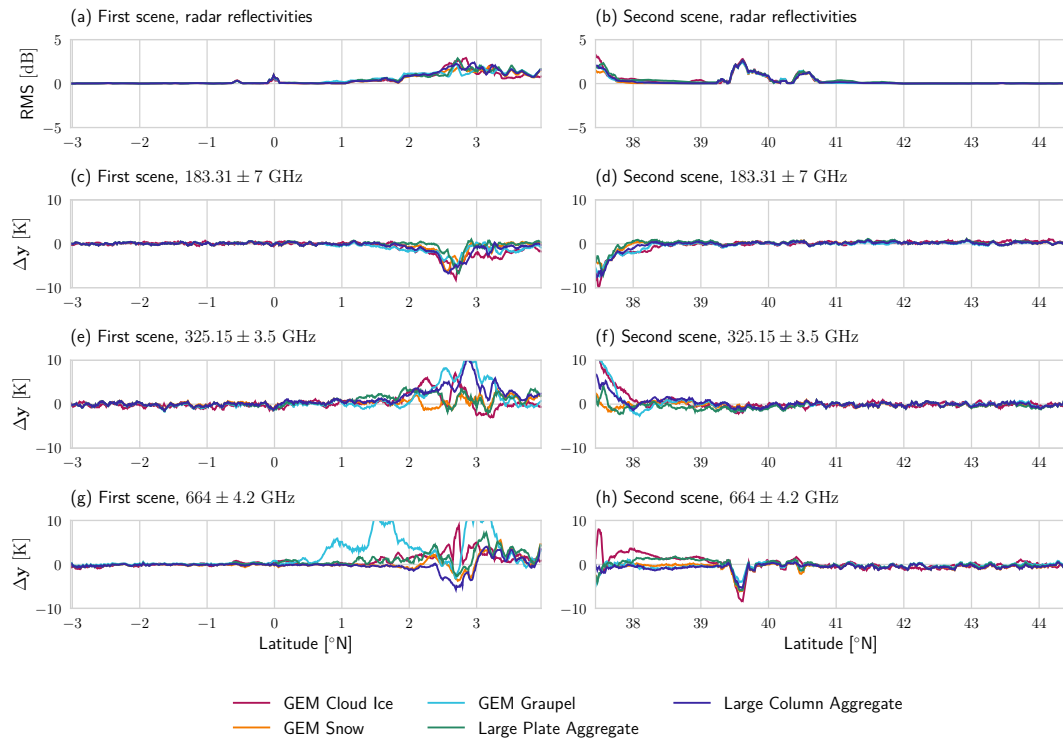 (a) First scene, radar reflectivities
(b) Second scene, radar reflectivities
RMS [dB]
5
0
−5
−3 −2 −1 0 1 2 3
38 39 40 41 42 43 44
(c) First scene, 183.31 ± 7 GHz
(d) Second scene, 183.31 ± 7 GHz
Δy [K]
10
0
−10
−3 −2 −1 0 1 2 3
10
0
−10
38 39 40 41 42 43 44
(e) First scene, 325.15 ± 3.5 GHz
(f) Second scene, 325.15 ± 3.5 GHz
Δy [K]
10
0
−10
−3 −2 −1 0 1 2 3
10
0
−10
38 39 40 41 42 43 44
(g) First scene, 664 ± 4.2 GHz
(h) Second scene, 664 ± 4.2 GHz
Δy [K]
10
0
−10
−3 −2 −1 0 1 2 3
10
0
−10
38 39 40 41 42 43 44
5
0
−5
Latitude [°N]
Latitude [°N]
GEM Cloud Ice
GEM Graupel
Large Column Aggregate
GEM Snow
Large Plate Aggregate